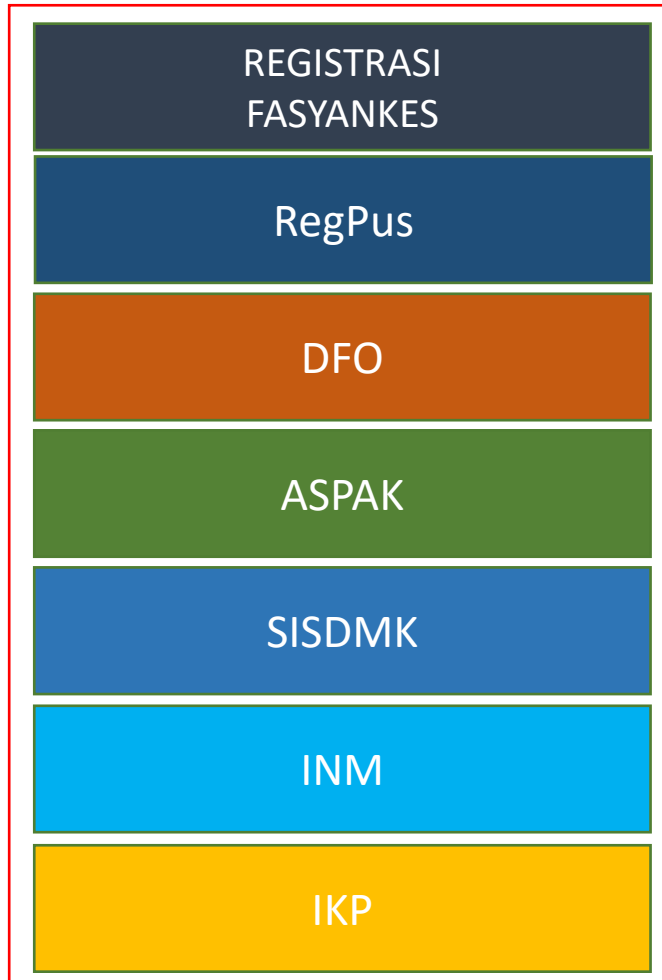 REGISTRASI
FASYANKES
RegPus
DFO
ASPAK
SISDMK
INM
IKP